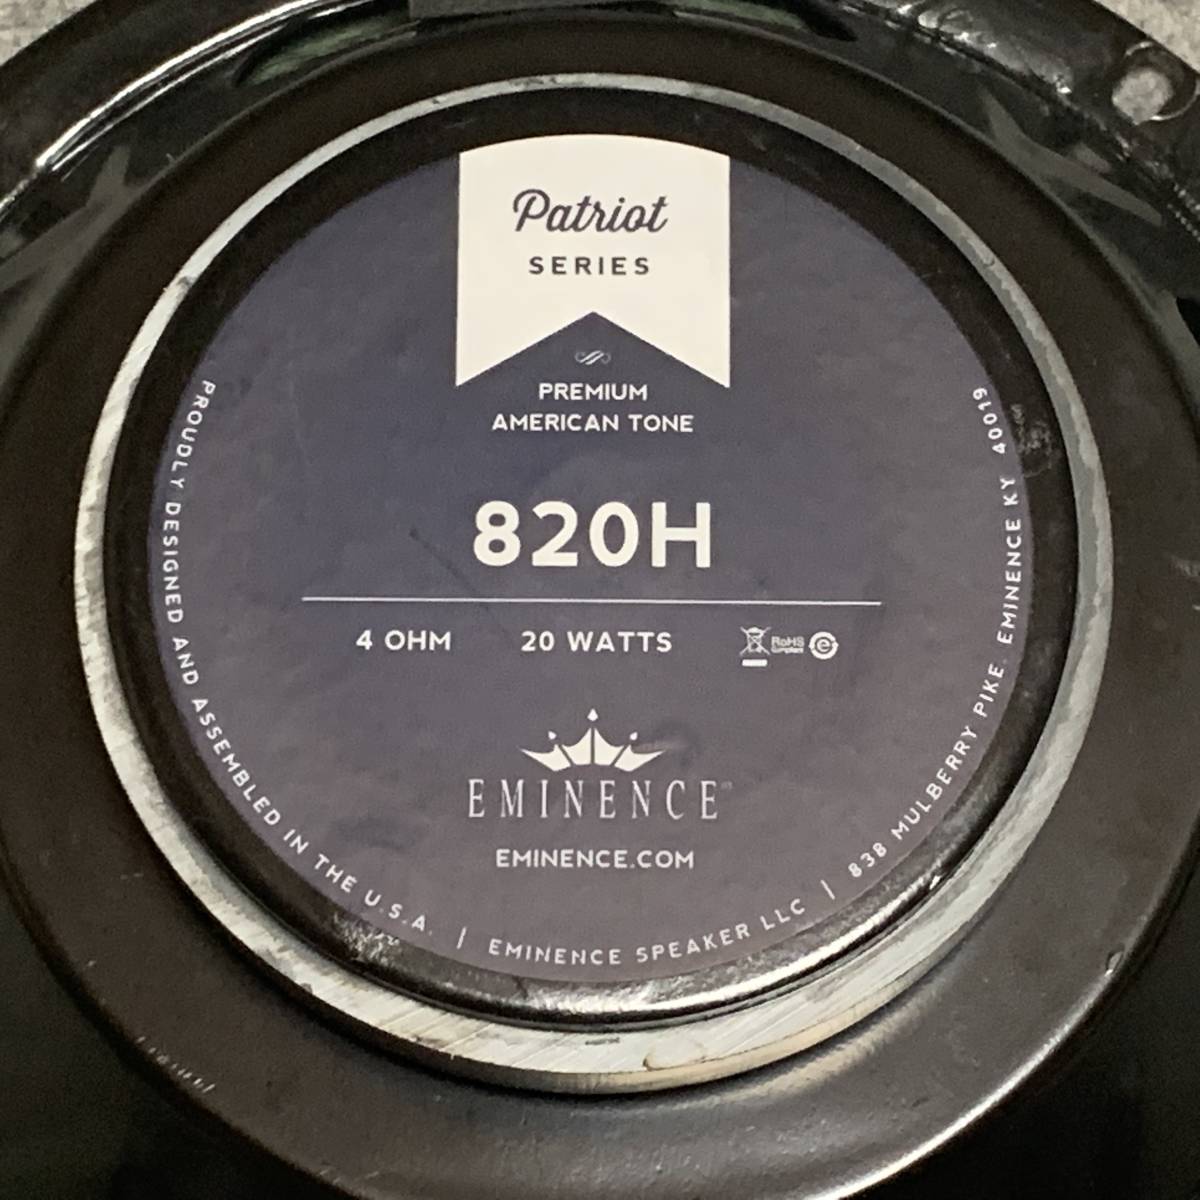 Patriot
SERIES
PREMIUM
AMERICAN TONE
820H
4 OHM 20 WATTS RoHS
EMINENCE
EMINENCE.COM
PROUDLY DESIGNED AND ASSEMBLED IN THE U.S.A. | EMINENCE SPEAKER LLC | 838 MULBERRY PIKE, EMINENCE KY 40019